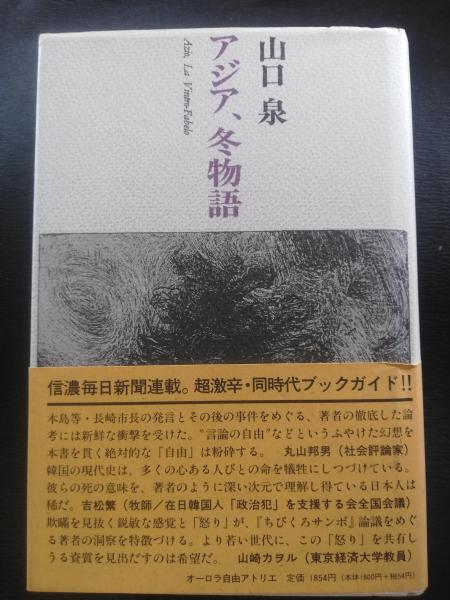 山口 泉
アジア、冬物語
Azio, La Vintro-Fabelo
信濃毎日新聞連載。超激辛・同時代ブックガイド!!
本島等・長崎市長の発言とその後の事件をめぐる、著者の徹底した論
考には新鮮な衝撃を受けた。“言論の自由”などというふやけた幻想を
本書を貫く絶対的な「自由」は粉砕する。 丸山邦男(社会評論家)
韓国の現代史は、多くの心ある人びとの命を犠牲にしつづけている。
彼らの死の意味を、著者のように深い次元で理解し得ている日本人は
稀だ。吉松繁(牧師/在日韓国人「政治犯」を支援する会全国会議)
欺瞞を見抜く鋭敏な感覚と「怒り」が、『ちびくろサンボ』論議をめぐ
る著者の洞察を特徴づける。より若い世代に、この「怒り」を共有しし
うる資質を見出だすのは希望だ。 山崎カヲル(東京経済大学教員)
オーロラ自由アトリエ 定価 1854円(本体1800円+税54円)